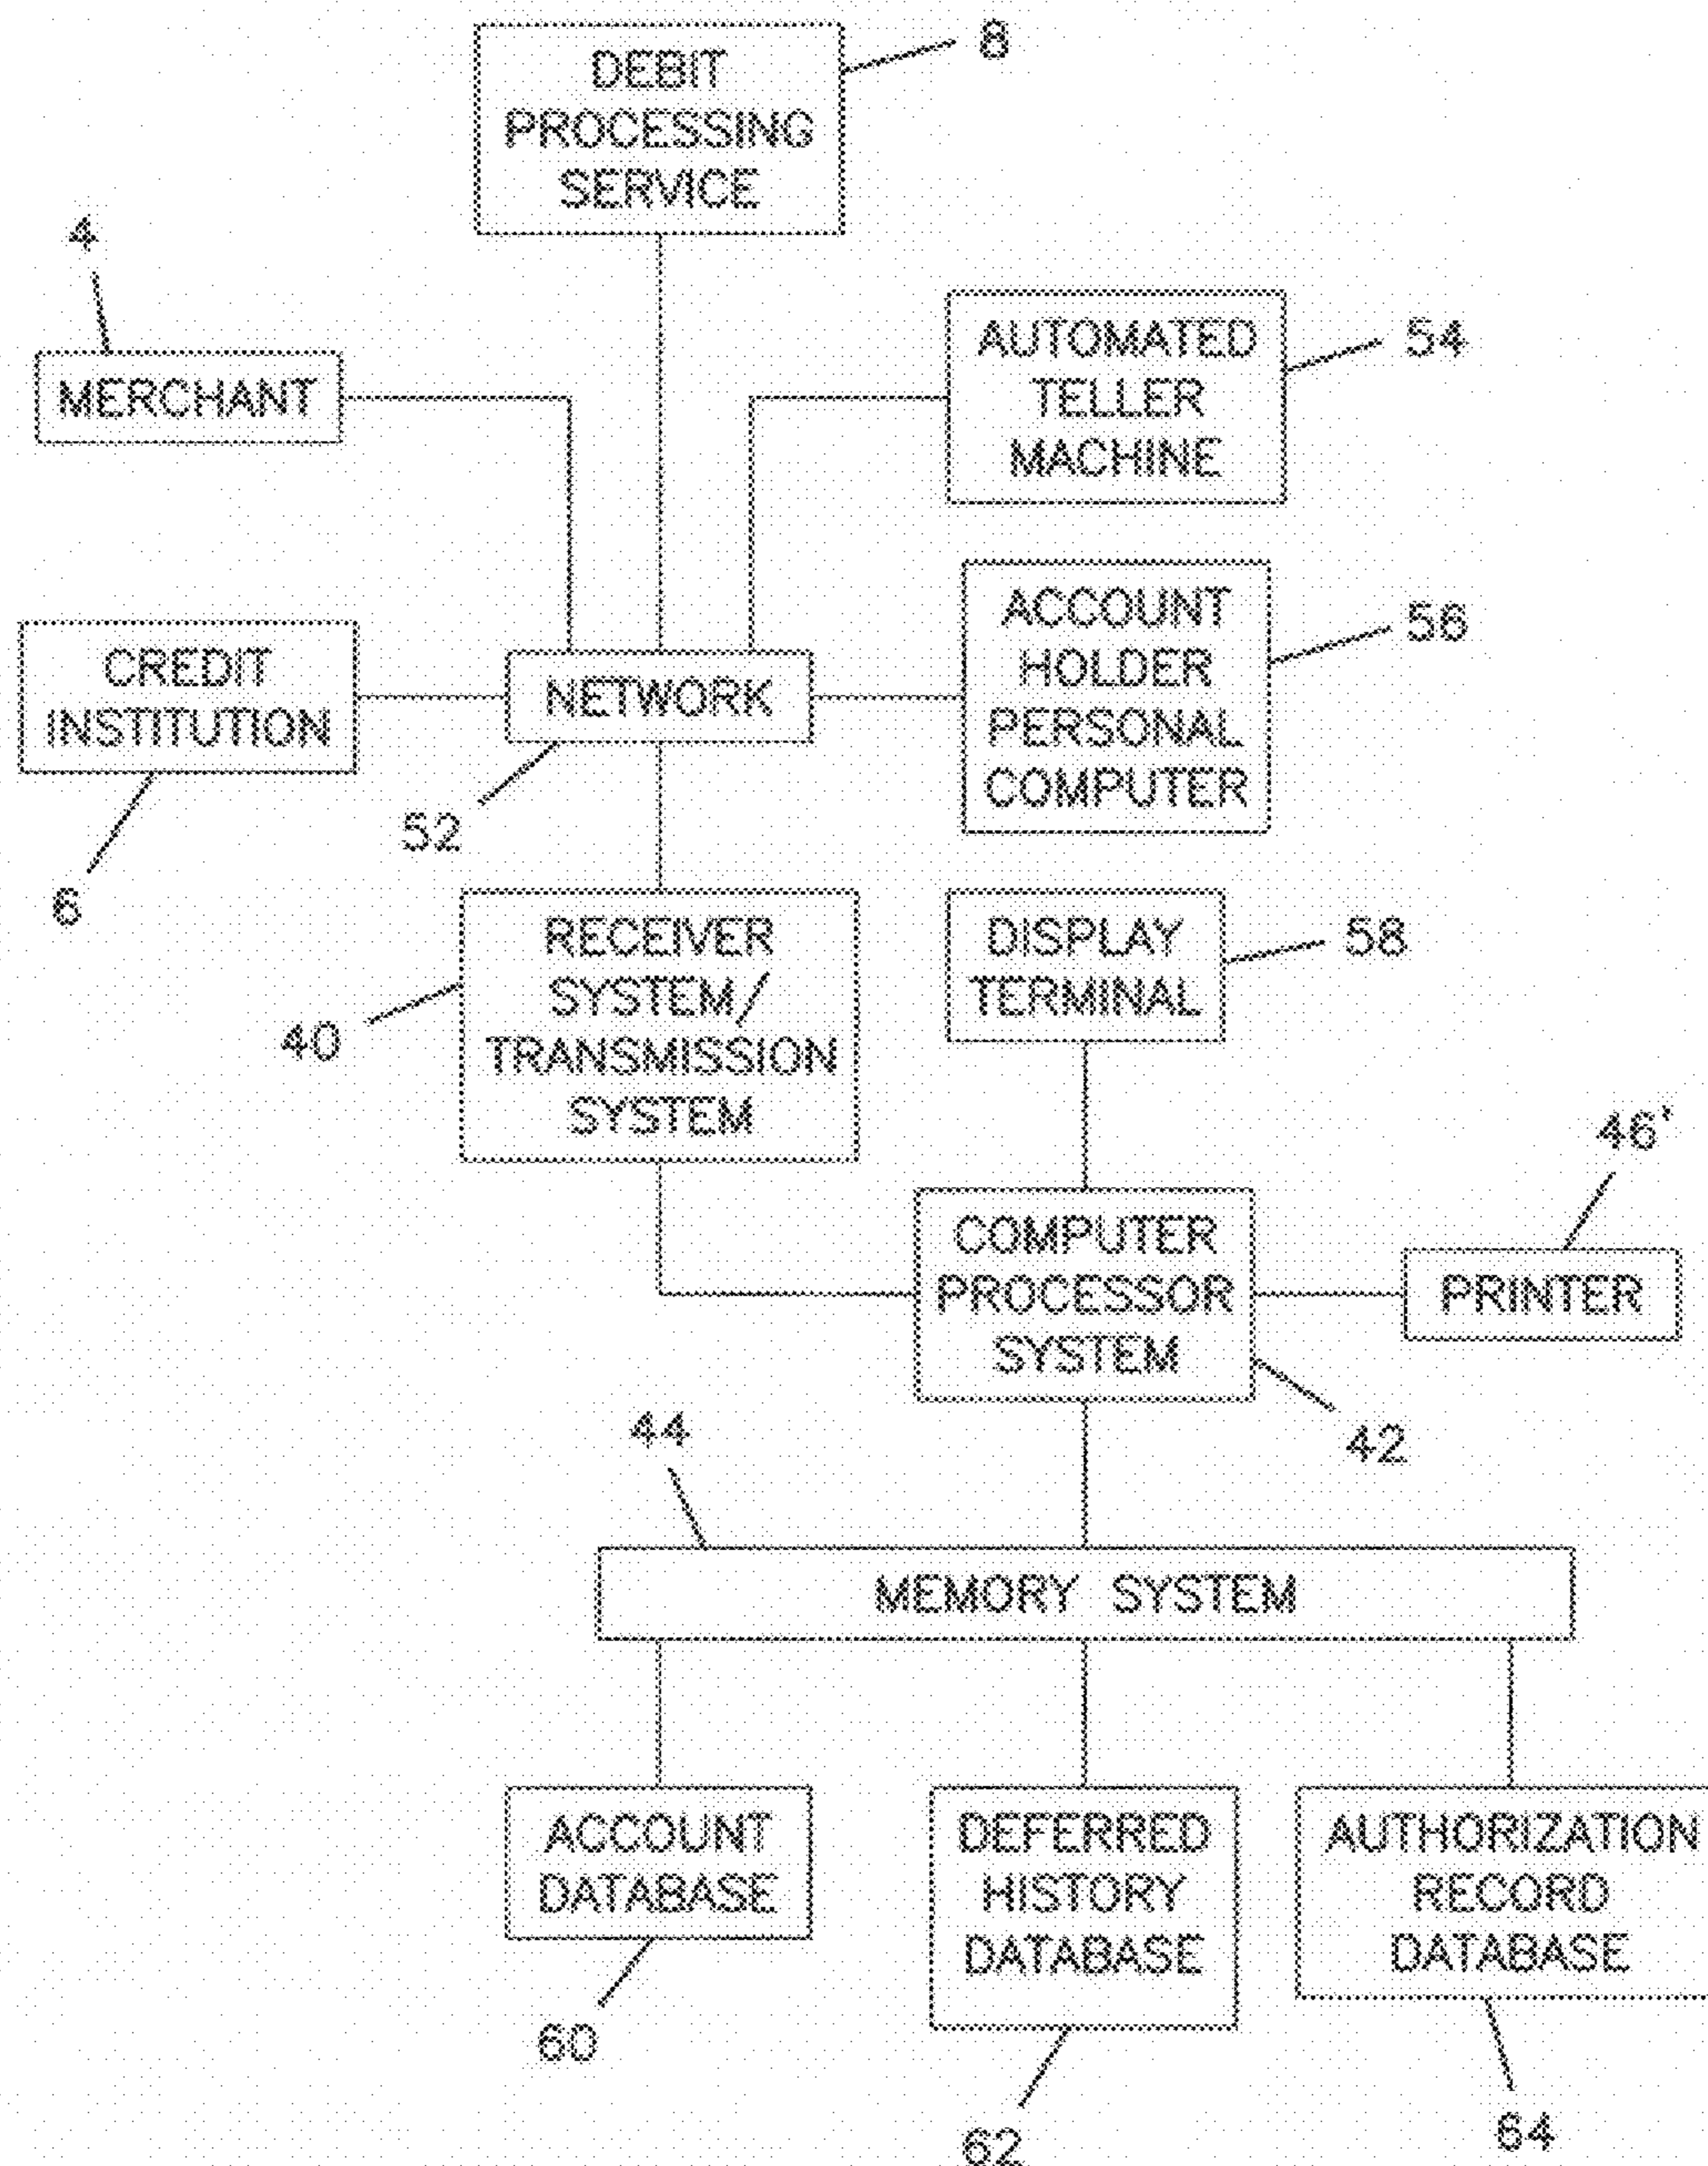 8
DEBIT
PROCESSING
SERVICE
4
MERCHANT
AUTOMATED
TELLER
MACHINE
54
CREDIT
INSTITUTION
6
NETWORK
52
ACCOUNT
HOLDER
PERSONAL
COMPUTER
56
RECEIVER
SYSTEM/
TRANSMISSION
SYSTEM
40
DISPLAY
TERMINAL
58
COMPUTER
PROCESSOR
SYSTEM
42
46'
PRINTER
44
MEMORY SYSTEM
ACCOUNT
DATABASE
60
DEFERRED
HISTORY
DATABASE
62
AUTHORIZATION
RECORD
DATABASE
64